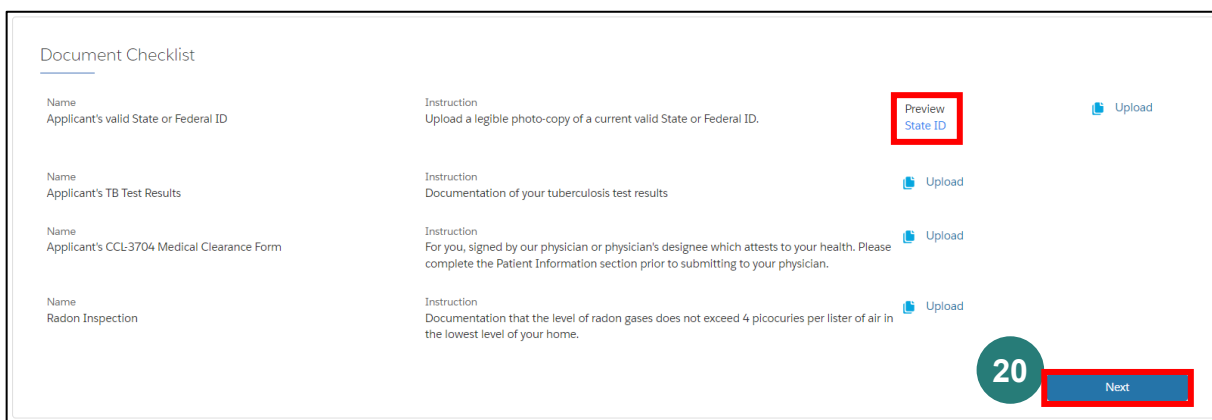 Document Checklist
Name
Applicant's valid State or Federal ID
Instruction
Upload a legible photo-copy of a current valid State or Federal ID.
Preview
State ID
Upload
Name
Applicant's TB Test Results
Instruction
Documentation of your tuberculosis test results
Upload
Name
Applicant's CCL-3704 Medical Clearance Form
Instruction
For you, signed by our physician or physician's designee which attests to your health. Please
complete the Patient Information section prior to submitting to your physician.
Upload
Name
Radon Inspection
Instruction
Documentation that the level of radon gases does not exceed 4 picocuries per lister of air in
the lowest level of your home.
Upload
20
Next